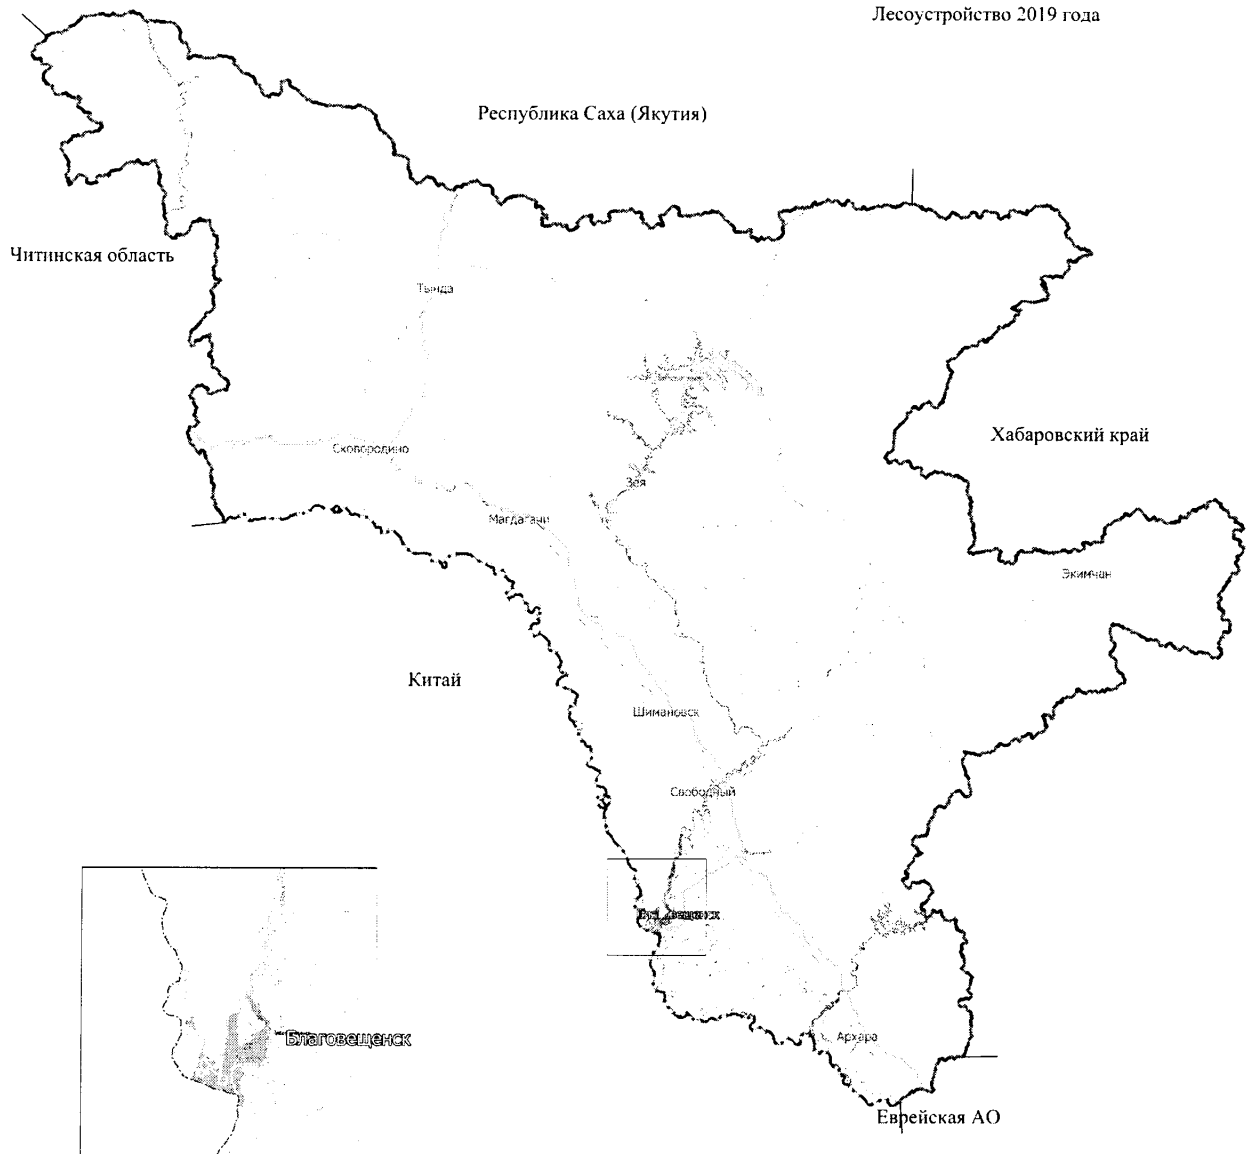 Лесоустройство 2019 года
Республика Саха (Якутия)
Читинская область
Тында
Хабаровский край
Сковородино
Зея
Магдагачи
Экимчан
Китай
Шимановск
Свободный
Благовещенск
Архара
Еврейская АО